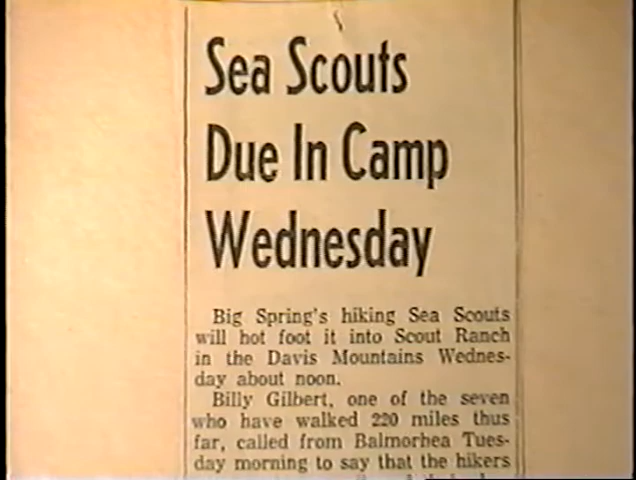 Sea Scouts
Due In Camp
Wednesday
Big Spring's hiking Sea Scouts
will hot foot it into Scout Ranch
in the Davis Mountains Wednes-
day about noon.
Billy Gilbert, one of the seven
who have walked 220 miles thus
far, called from Balmorhea Tues-
day morning to say that the hikers